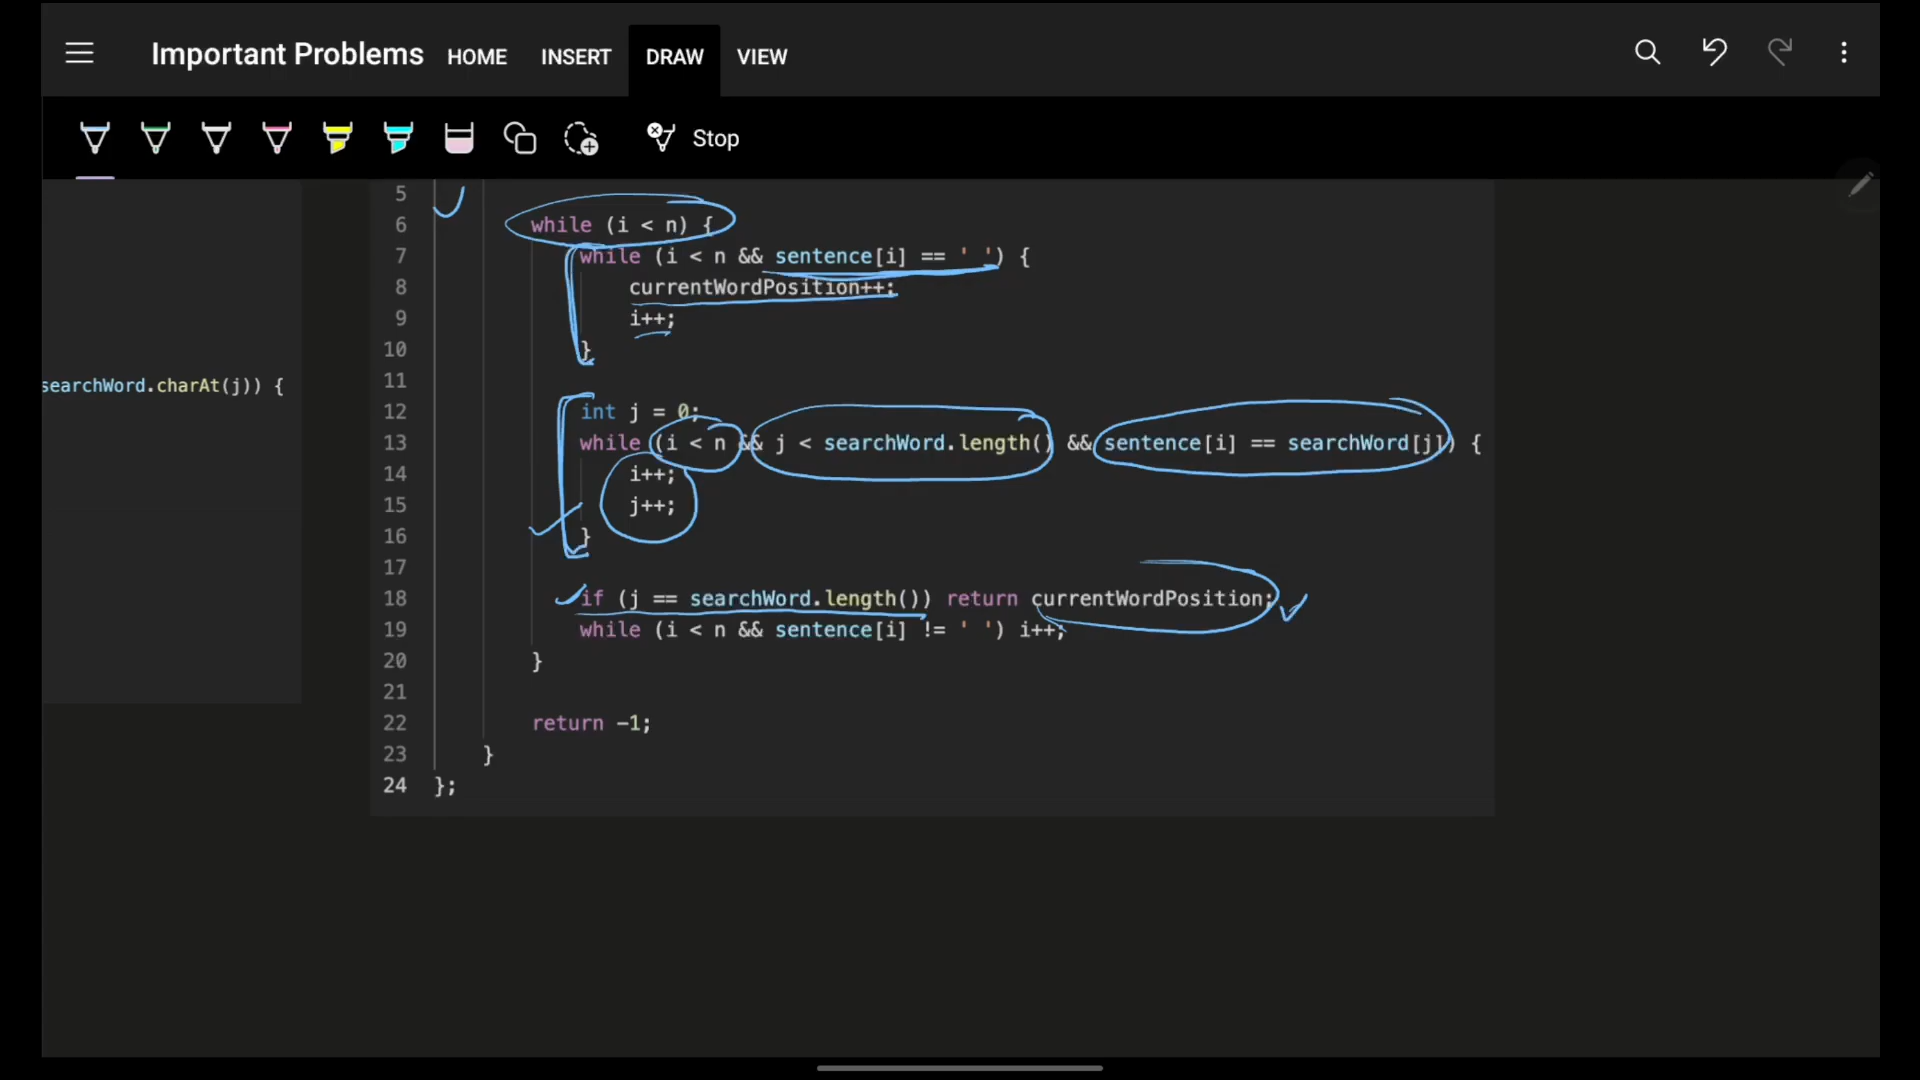 Important Problems HOME INSERT DRAW VIEW
Stop
searchWord.charAt(j)) {
5
6 while (i < n) {
7 while (i < n && sentence[i] == ' ') {
8 currentWordPosition++;
9 i++;
10 }
11
12 int j = 0;
13 while (i < n && j < searchWord.length() && sentence[i] == searchWord[j]) {
14 i++;
15 j++;
16 }
17
18 if (j == searchWord.length()) return currentWordPosition;
19 while (i < n && sentence[i] != ' ') i++;
20 }
21
22 return -1;
23 }
24 };